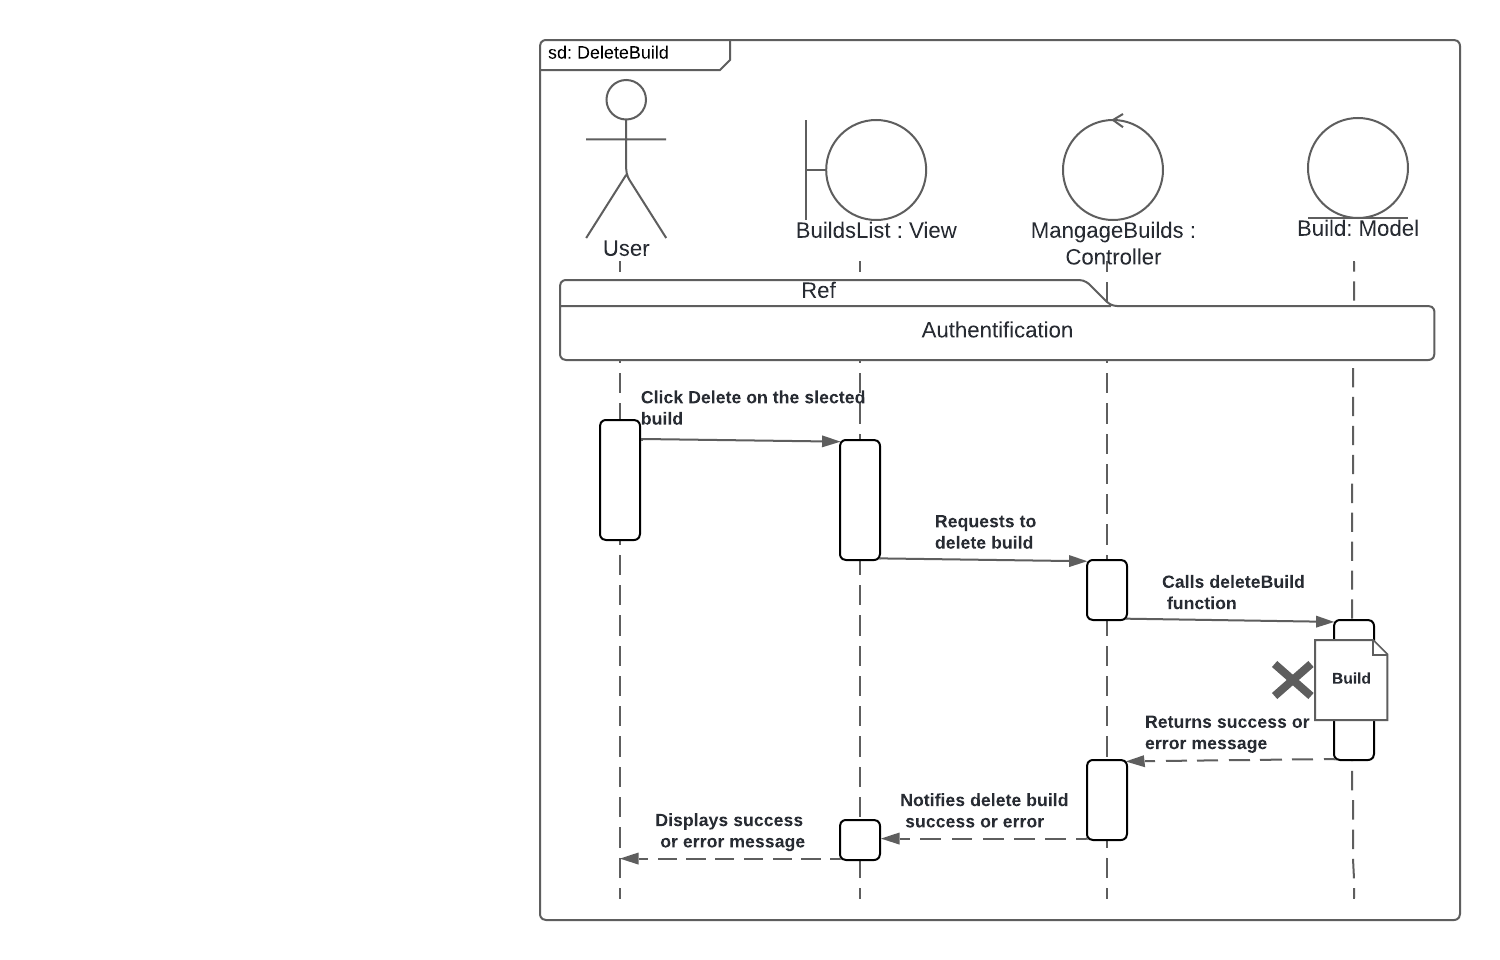 sd: DeleteBuild
User
BuildsList : View
MangageBuilds :
Controller
Build: Model
Ref
Authentification
Click Delete on the slected
build
Requests to
delete build
Calls deleteBuild
function
Build
Returns success or
error message
Notifies delete build
success or error
Displays success
or error message